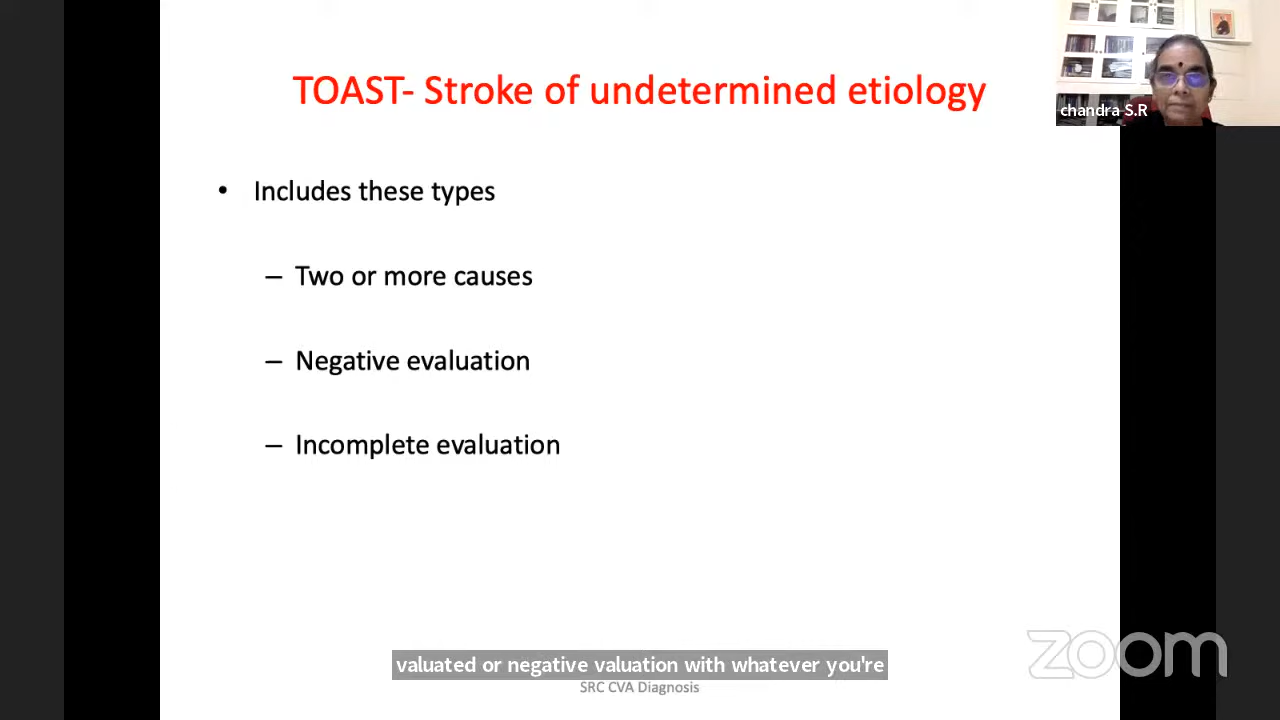 TOAST- Stroke of undetermined etiology
chandra S.R
• Includes these types
– Two or more causes
– Negative evaluation
– Incomplete evaluation
zoom
valuated or negative valuation with whatever you're
SRC CVA Diagnosis